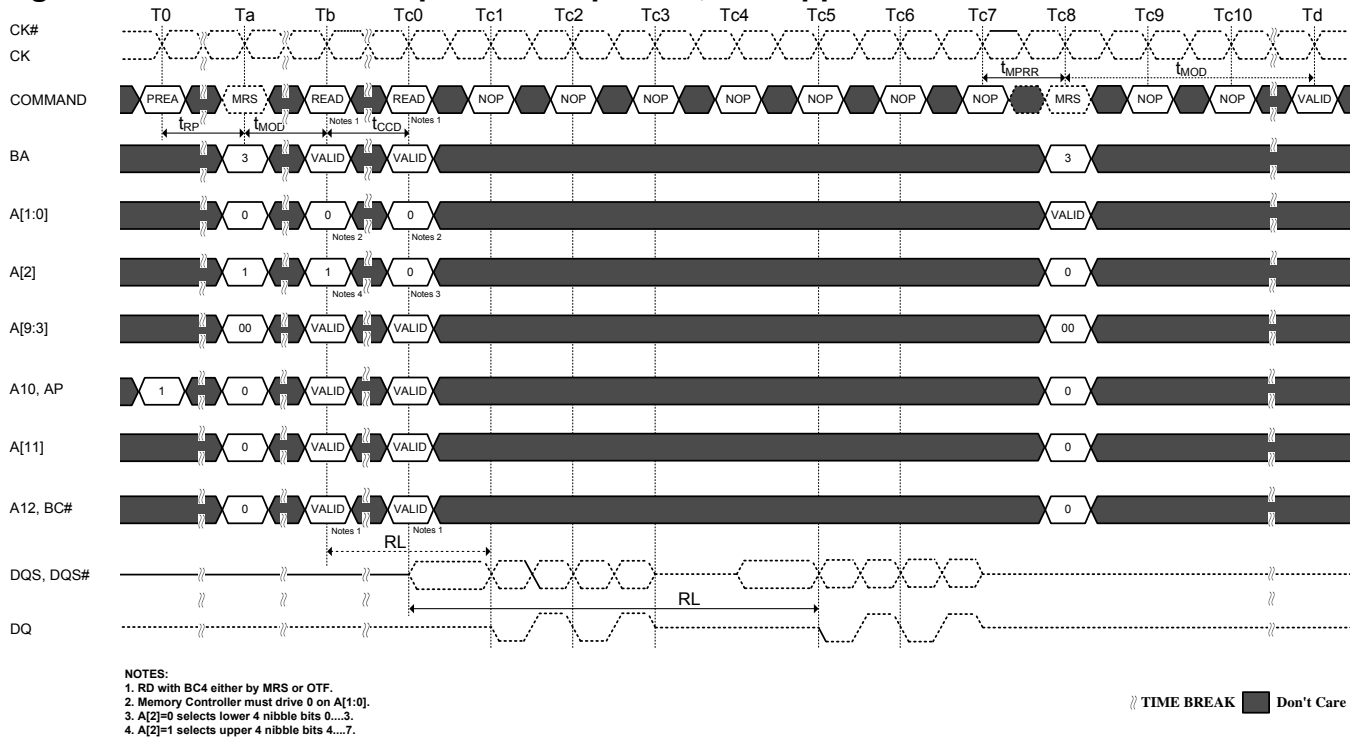 T0 Ta Tb Tc0 Tc1 Tc2 Tc3 Tc4 Tc5 Tc6 Tc7 Tc8 Tc9 Tc10 Td
CK#
CK
tMPRR tMOD
COMMAND PREA MRS READ READ NOP NOP NOP NOP NOP NOP NOP MRS NOP NOP VALID
Notes 1 Notes 1
tRP tMOD tCCD
BA 3 VALID VALID 3
A[1:0] 0 0 0 VALID
Notes 2 Notes 2
A[2] 1 1 0 0
Notes 4 Notes 3
A[9:3] 00 VALID VALID 00
A10, AP 1 0 VALID VALID 0
A[11] 0 VALID VALID 0
A12, BC# 0 VALID VALID 0
Notes 1 Notes 1
RL
DQS, DQS#
RL
DQ
NOTES:
1. RD with BC4 either by MRS or OTF.
2. Memory Controller must drive 0 on A[1:0].
3. A[2]=0 selects lower 4 nibble bits 0....3.
4. A[2]=1 selects upper 4 nibble bits 4....7.
TIME BREAK Don't Care